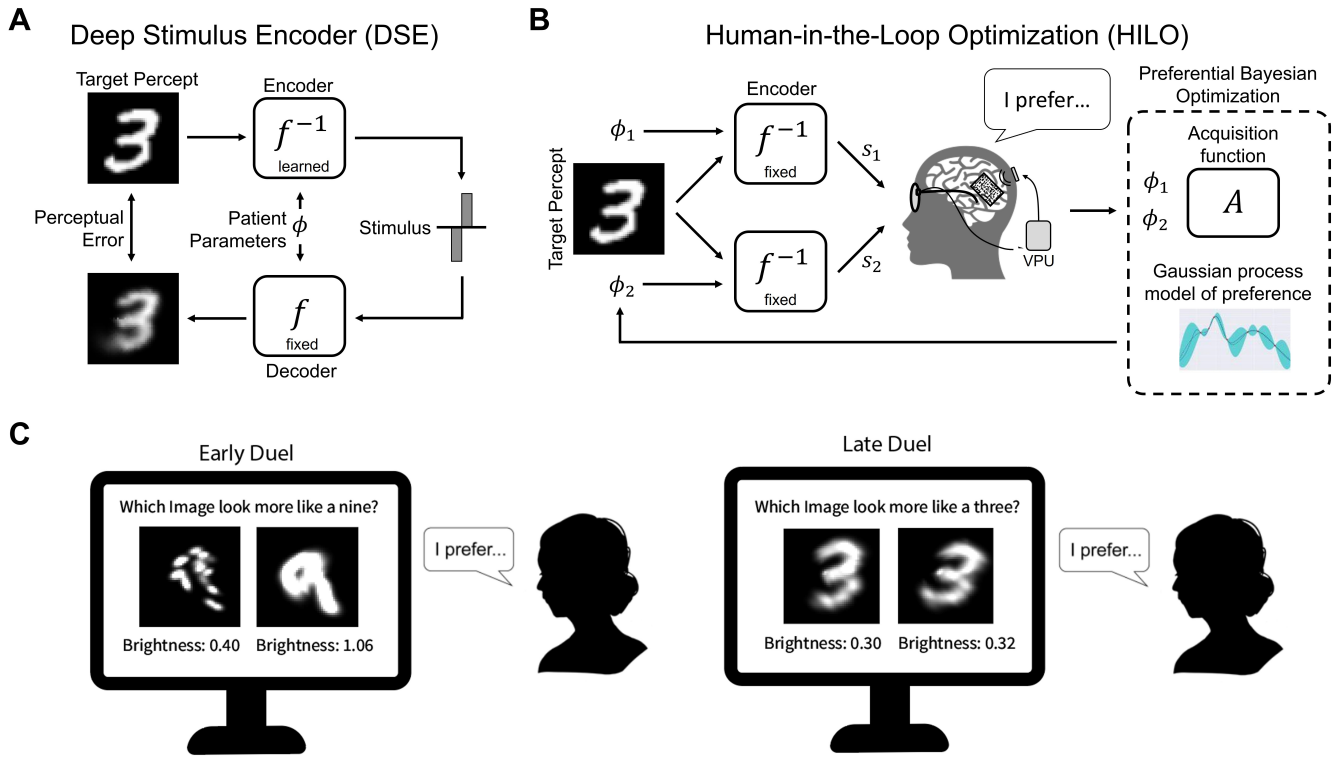 A
Deep Stimulus Encoder (DSE)
Target Percept
Encoder
f⁻¹
learned
Perceptual
Error
Patient
Parameters
ϕ
Stimulus
f
fixed
Decoder
B
Human-in-the-Loop Optimization (HILO)
Encoder
ϕ₁
f⁻¹
fixed
s₁
Target Percept
ϕ₂
f⁻¹
fixed
s₂
I prefer...
VPU
Preferential Bayesian
Optimization
Acquisition
function
ϕ₁
ϕ₂
A
Gaussian process
model of preference
C
Early Duel
Which Image look more like a nine?
Brightness: 0.40
Brightness: 1.06
I prefer...
Late Duel
Which Image look more like a three?
Brightness: 0.30
Brightness: 0.32
I prefer...